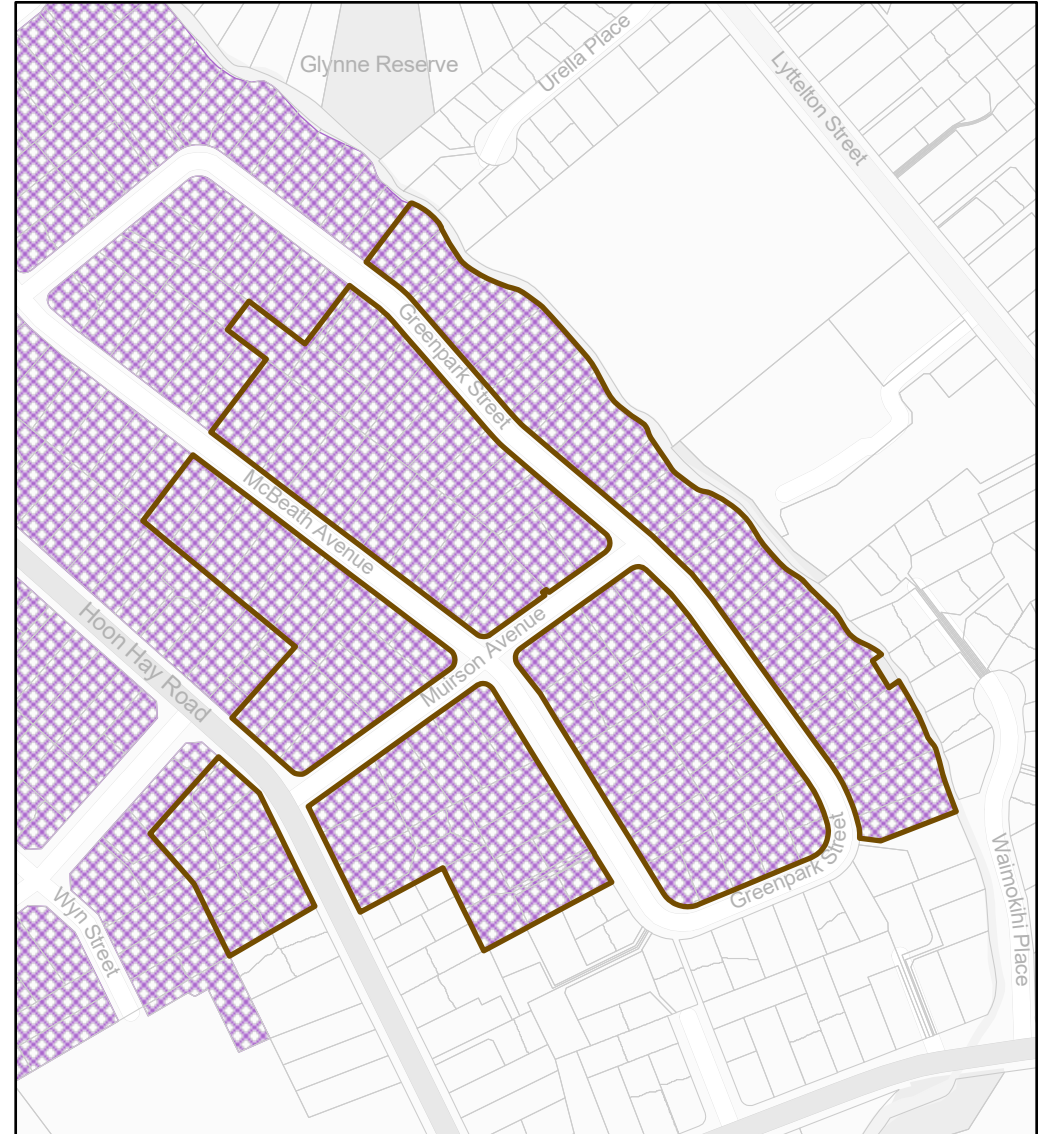 Glynne Reserve
Urella Place
Lyttelton Street
Greenpark Street
McBeath Avenue
Hoon Hay Road
Muirson Avenue
Greenpark Street
Wyn Street
Waimokihi Place